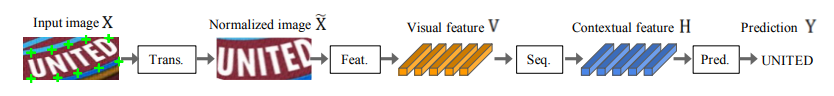 Input image X
Normalized image X̃
Visual feature V
Contextual feature H
Prediction Y
UNITED
Trans.
UNITED
Feat.
Seq.
Pred.
UNITED